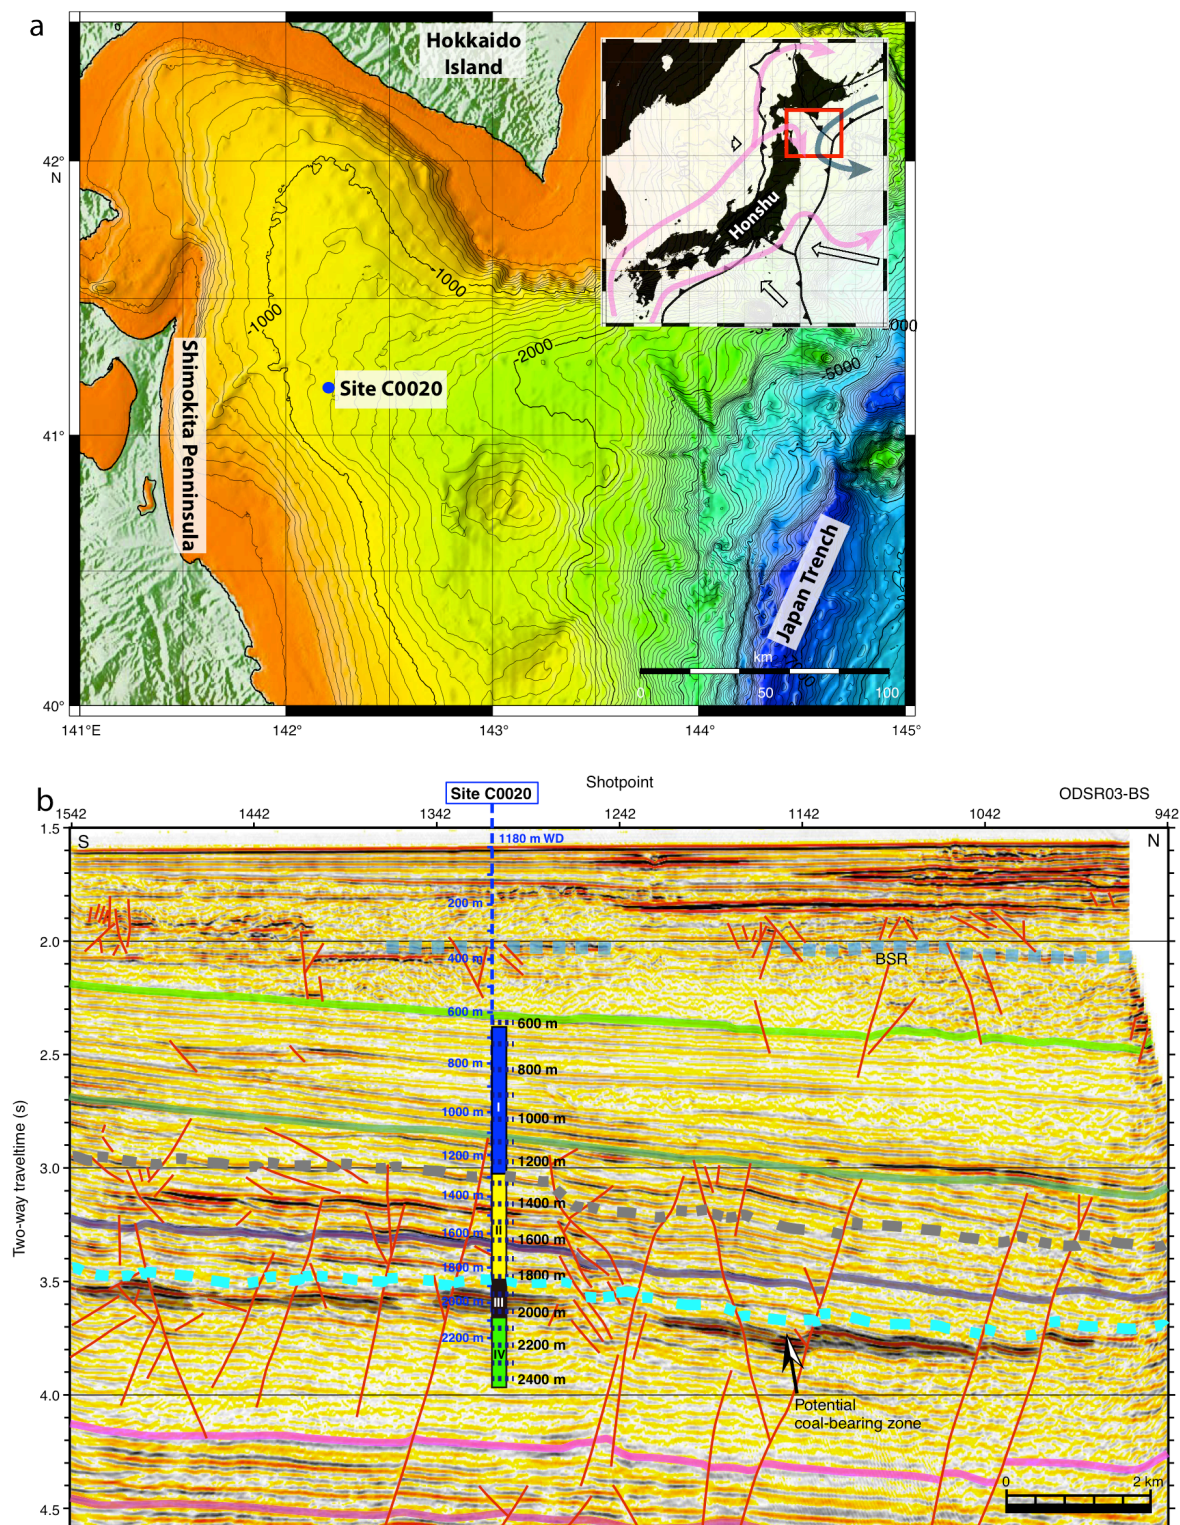 a
Hokkaido
Island
Honshu
42°
N
-1000
-1000
-2000
-5000
Site C0020
Shimokita Penninsula
41°
Japan Trench
km
0
50
100
40°
141°E
142°
143°
144°
145°
b
Site C0020
Shotpoint
ODSR03-BS
1542
1442
1342
1242
1142
1042
942
1.5
S
1180 m WD
N
200 m
2.0
400 m
BSR
600 m
600 m
2.5
800 m
800 m
I
1000 m
1000 m
1200 m
1200 m
3.0
1400 m
1400 m
II
1600 m
1600 m
1800 m
1800 m
3.5
2000 m
III
2000 m
2200 m
2200 m
IV
2400 m
4.0
Potential
coal-bearing zone
0
2 km
4.5
Two-way traveltime (s)